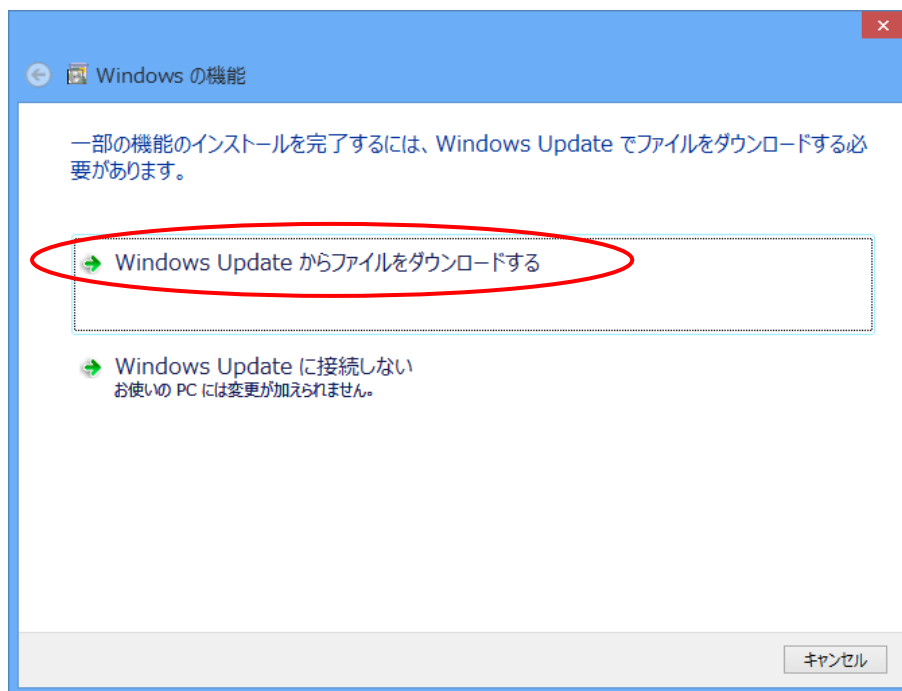 Windows の機能
一部の機能のインストールを完了するには、Windows Update でファイルをダウンロードする必
要があります。
Windows Update からファイルをダウンロードする
Windows Update に接続しない
お使いの PC には変更が加えられません。
キャンセル